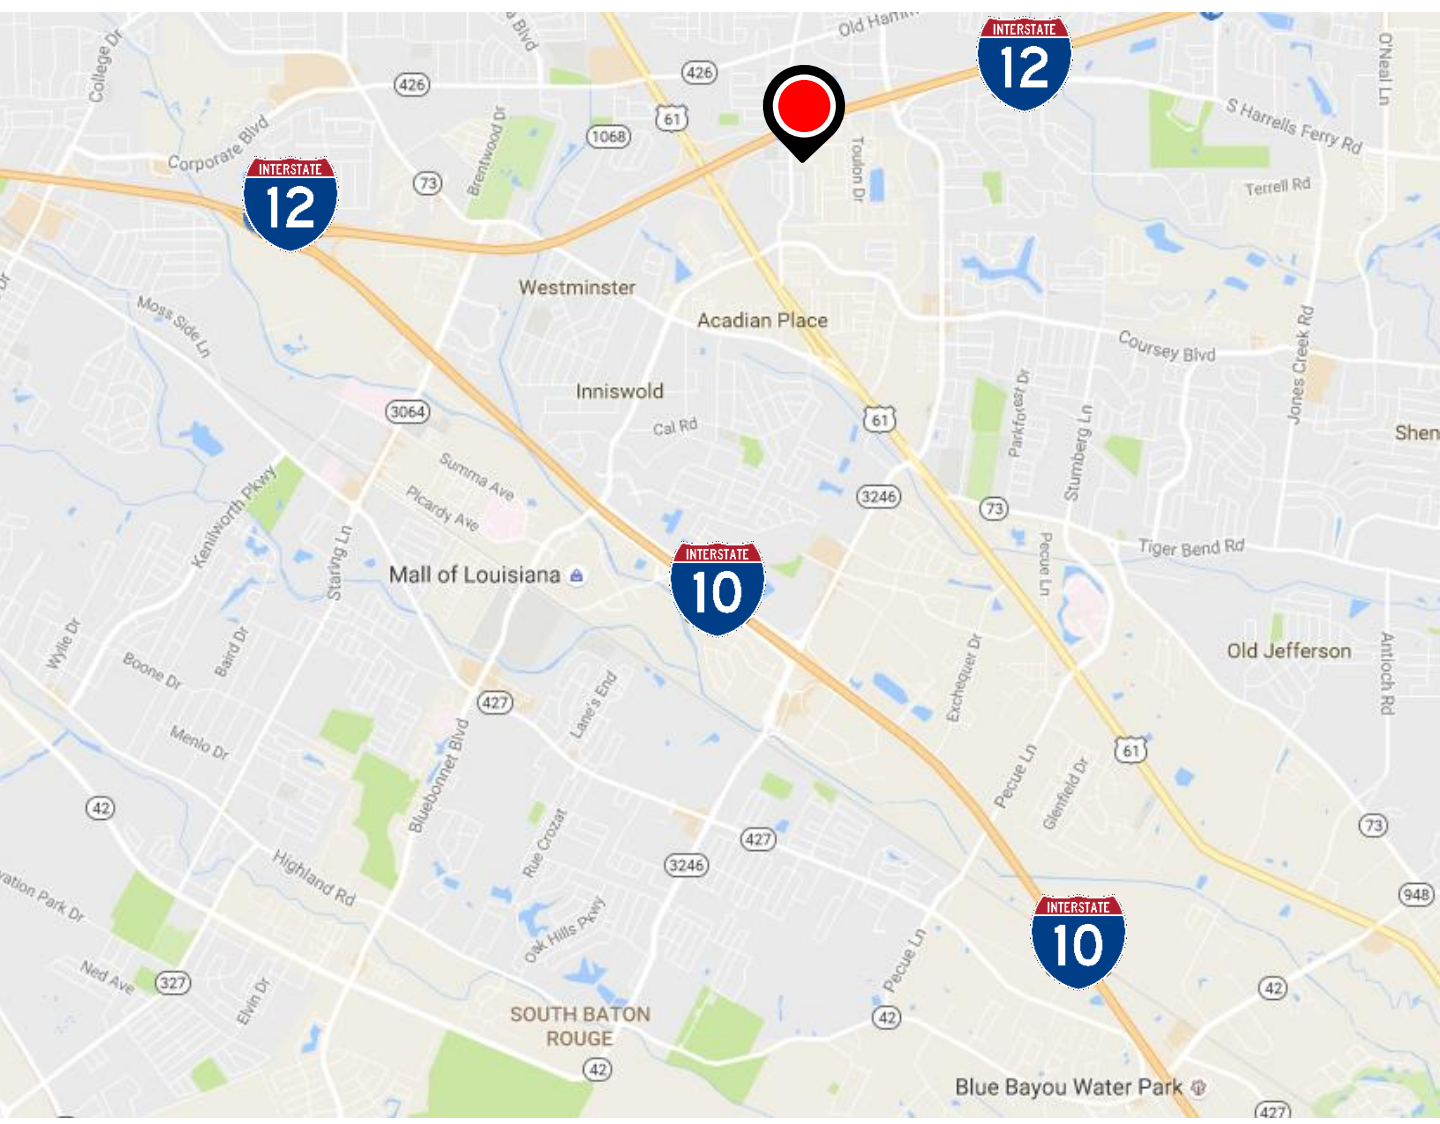 College Dr
a Blvd
Old Hamm
INTERSTATE
12
O'Neal Ln
426
426
61
1068
S Harrells Ferry Rd
Corporate Blvd
Brentwood Dr
Toulon Dr
INTERSTATE
12
73
Terrell Rd
Dr
Westminster
Moss Side Ln
Acadian Place
Coursey Blvd
Jones Creek Rd
Inniswold
3064
Cal Rd
61
Parkforest Dr
Stumberg Ln
Shen
Summa Ave
Picardy Ave
3246
73
Kenilworth Pkwy
Staring Ln
Tiger Bend Rd
Pecue Ln
INTERSTATE
10
Mall of Louisiana
Wylie Dr
Baird Dr
Boone Dr
Old Jefferson
Antioch Rd
Exchequer Dr
427
Lane's End
Menlo Dr
61
Bluebonnet Blvd
Pecue Ln
Glenfield Dr
42
427
73
Rue Crozat
3246
Highland Rd
vation Park Dr
948
INTERSTATE
10
Oak Hills Pkwy
Pecue Ln
Ned Ave
327
Elvin Dr
42
SOUTH BATON
ROUGE
42
42
Blue Bayou Water Park
427